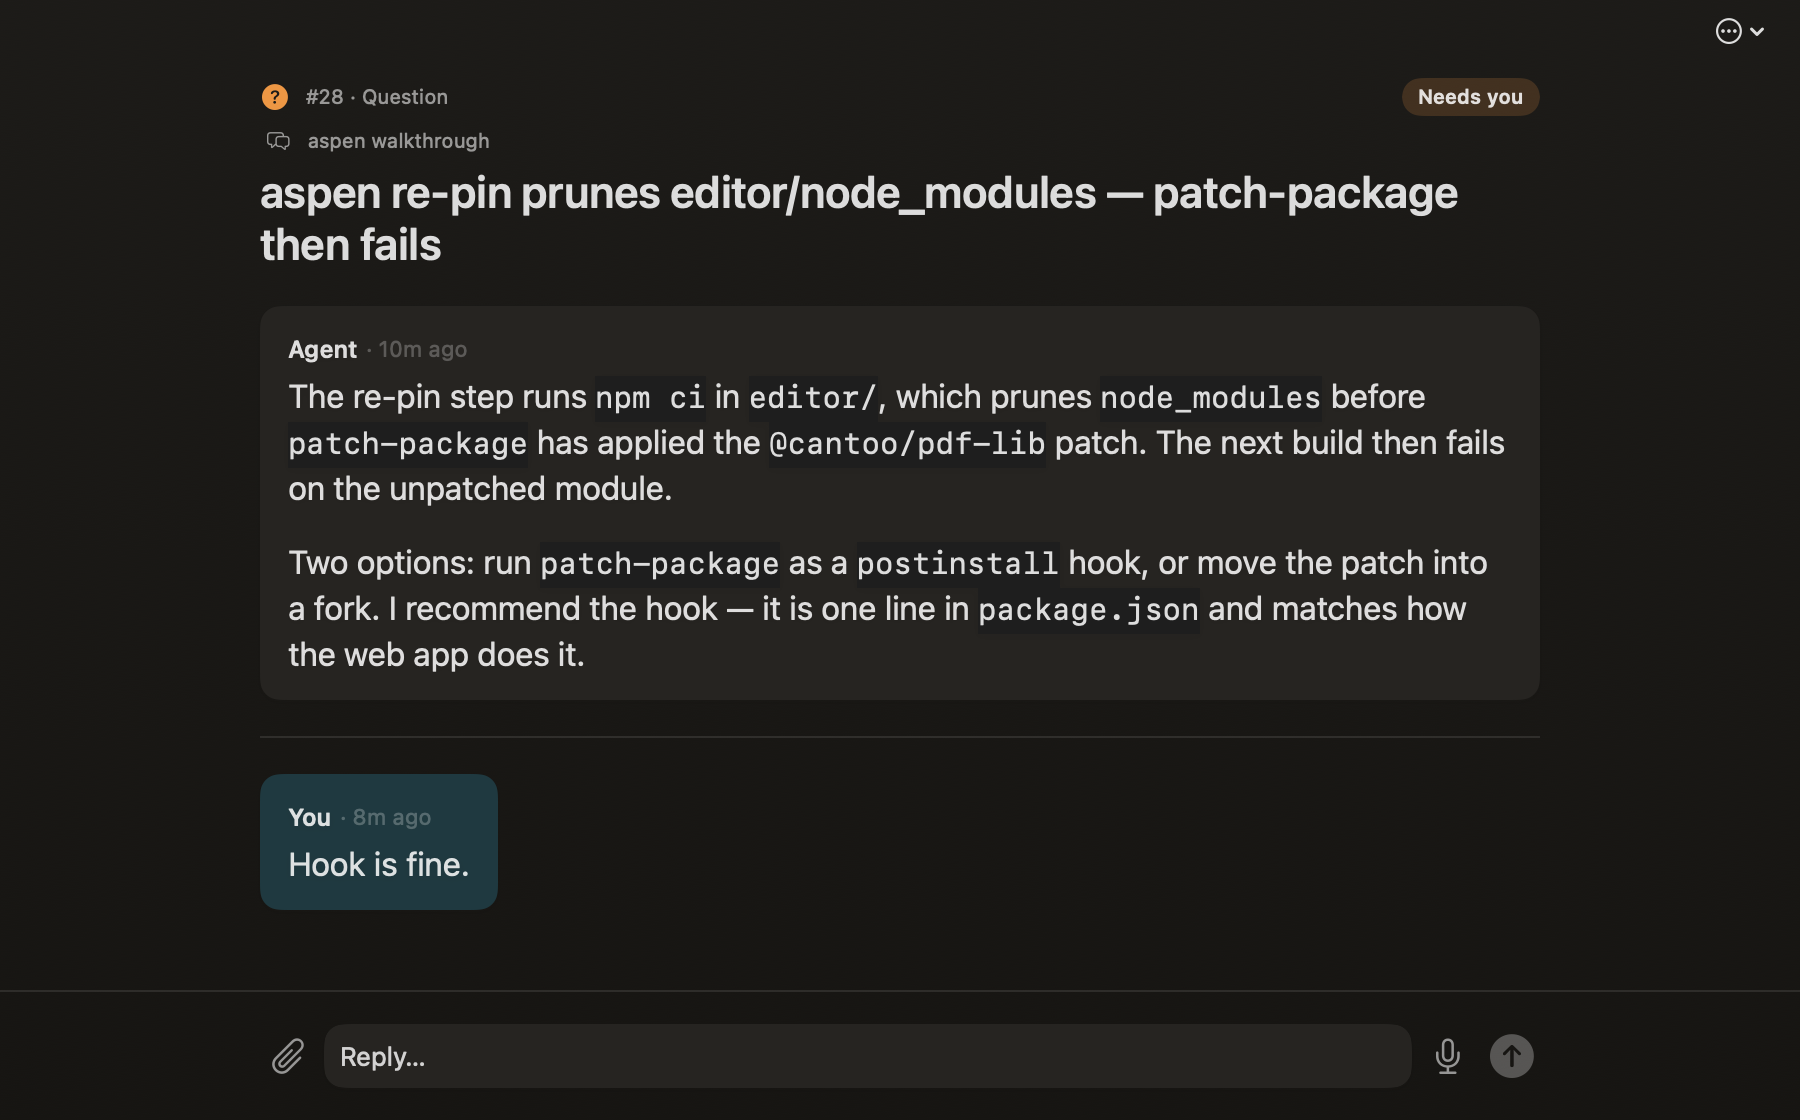 ? #28 · Question
Needs you
aspen walkthrough
aspen re-pin prunes editor/node_modules — patch-package
then fails
Agent · 10m ago
The re-pin step runs npm ci in editor/, which prunes node_modules before
patch-package has applied the @cantoo/pdf-lib patch. The next build then fails
on the unpatched module.
Two options: run patch-package as a postinstall hook, or move the patch into
a fork. I recommend the hook — it is one line in package.json and matches how
the web app does it.
You · 8m ago
Hook is fine.
Reply...